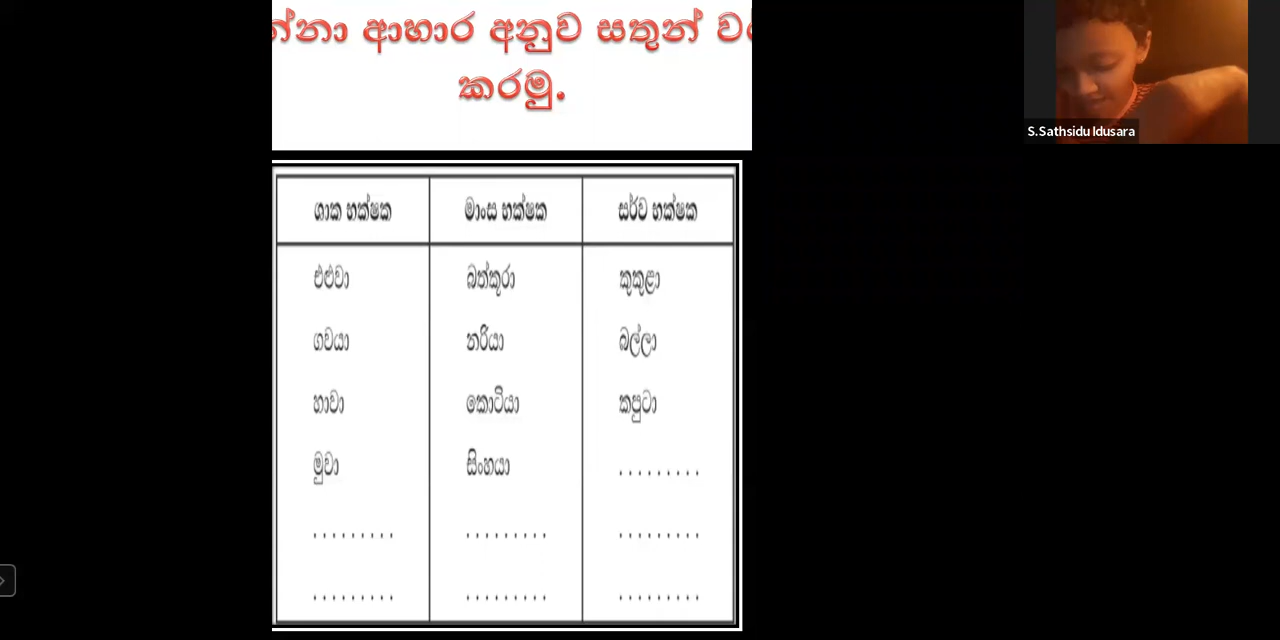 න්නා ආහාර අනුව සතුන්
කරමු.
S.Sathsidu Idusara
ශාක භක්ෂක මාංස භක්ෂක සර්ව භක්ෂක
එළුවා බත්කූරා කුකුළා
ගවයා නරියා බල්ලා
හාවා කොටියා කපුටා
මුවා සිංහයා .........
......... ......... .........
......... ......... .........